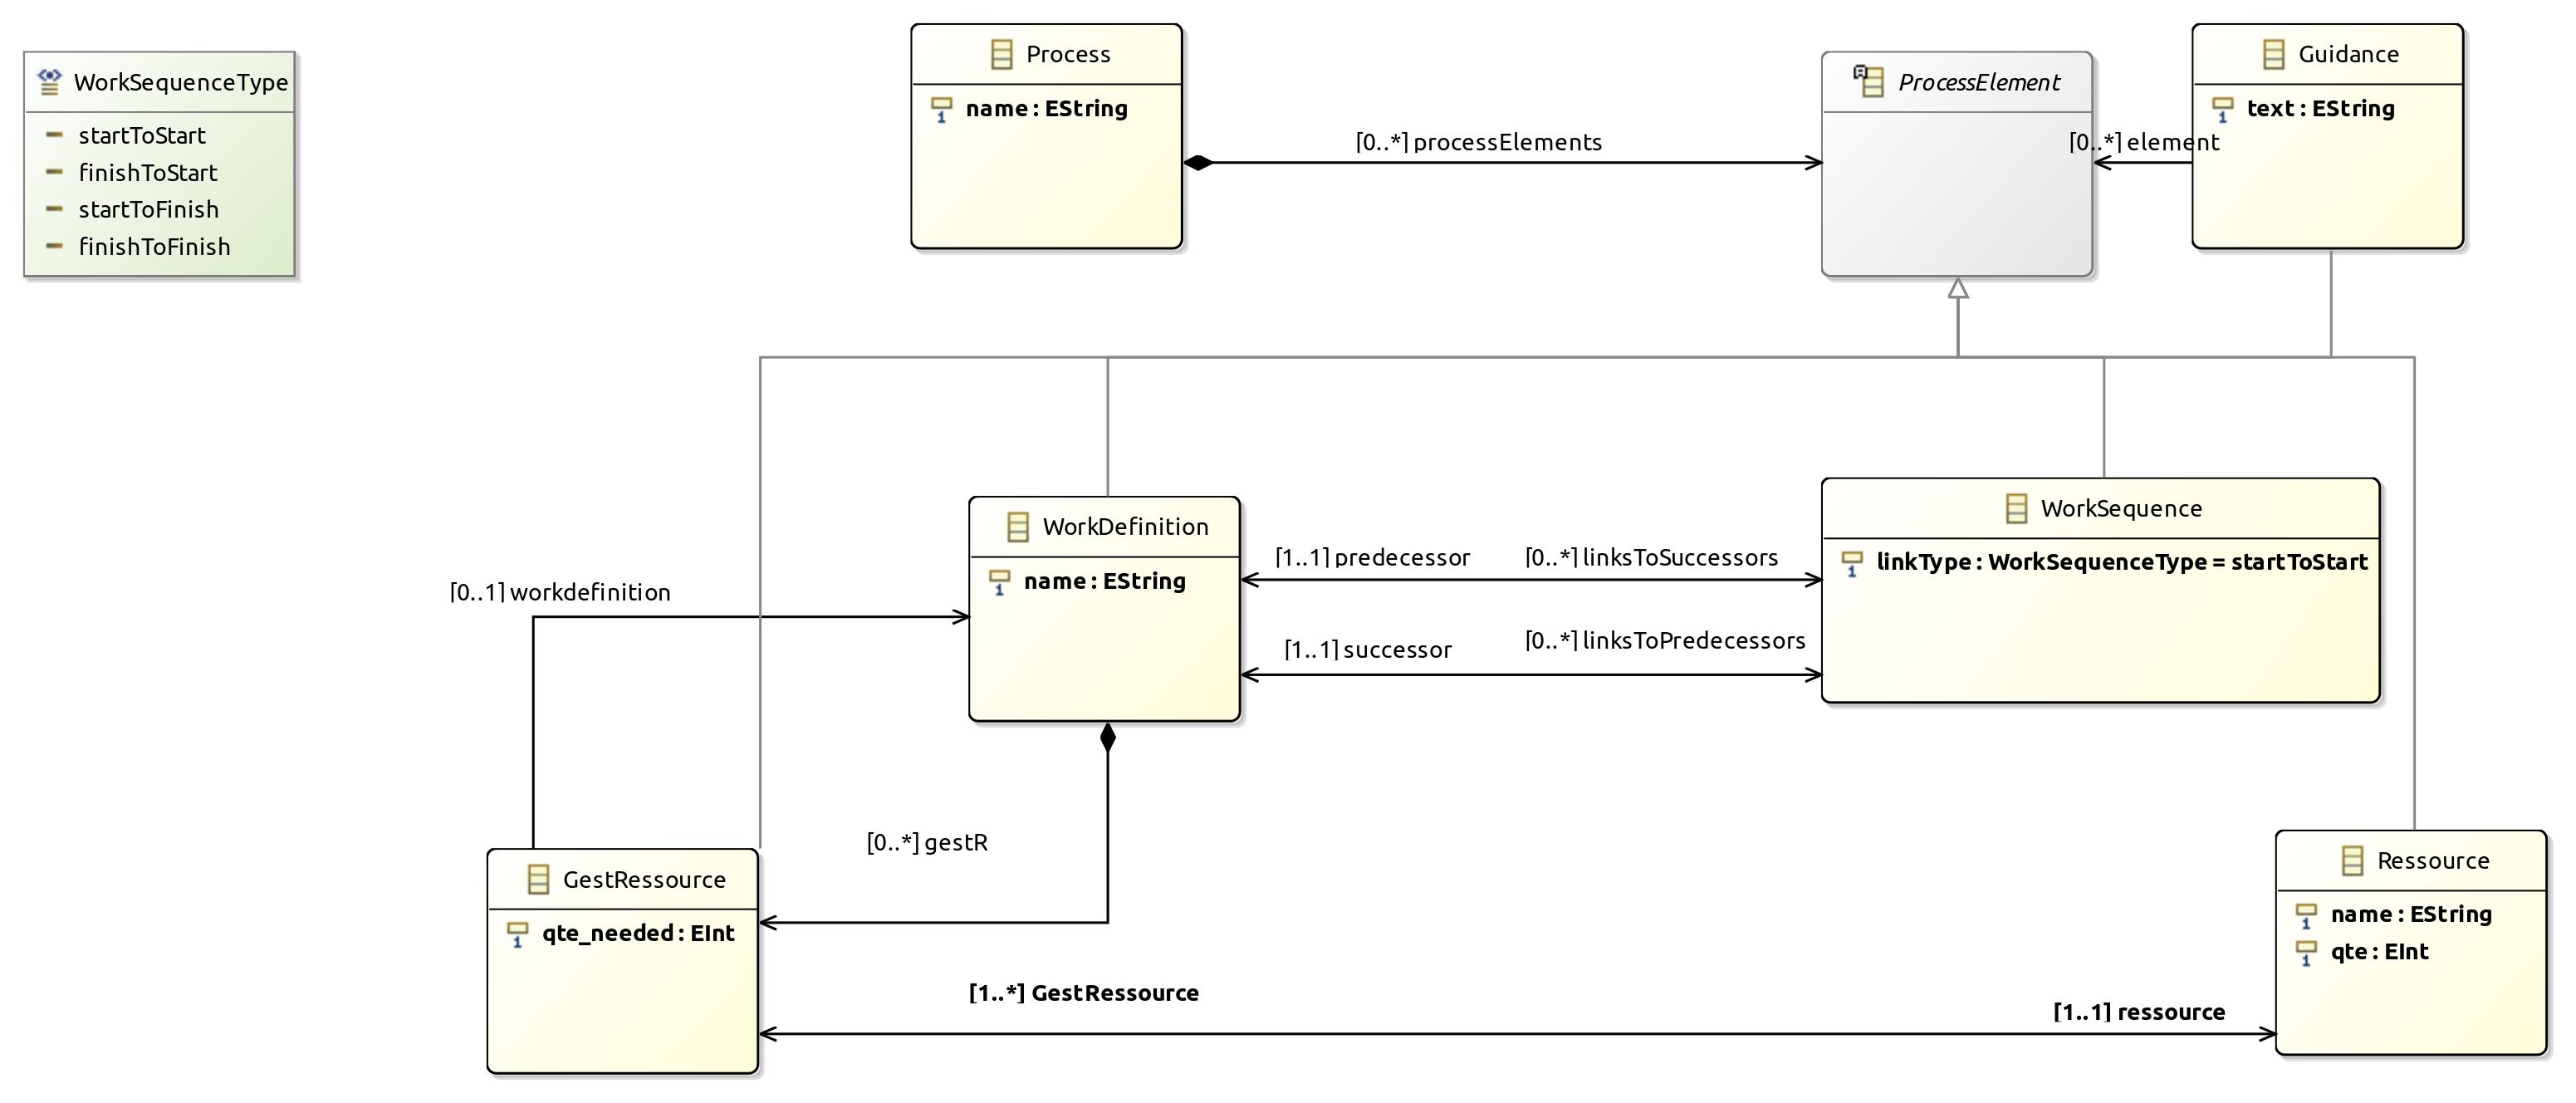 WorkSequenceType
startToStart
finishToStart
startToFinish
finishToFinish
Process
name : EString
[0..*] processElements
ProcessElement
[0..*] element
Guidance
text : EString
WorkDefinition
name : EString
[0..1] workdefinition
[1..1] predecessor
[0..*] linksToSuccessors
[1..1] successor
[0..*] linksToPredecessors
WorkSequence
linkType : WorkSequenceType = startToStart
[0..*] gestR
GestRessource
qte_needed : EInt
[1..*] GestRessource
[1..1] ressource
Ressource
name : EString
qte : EInt